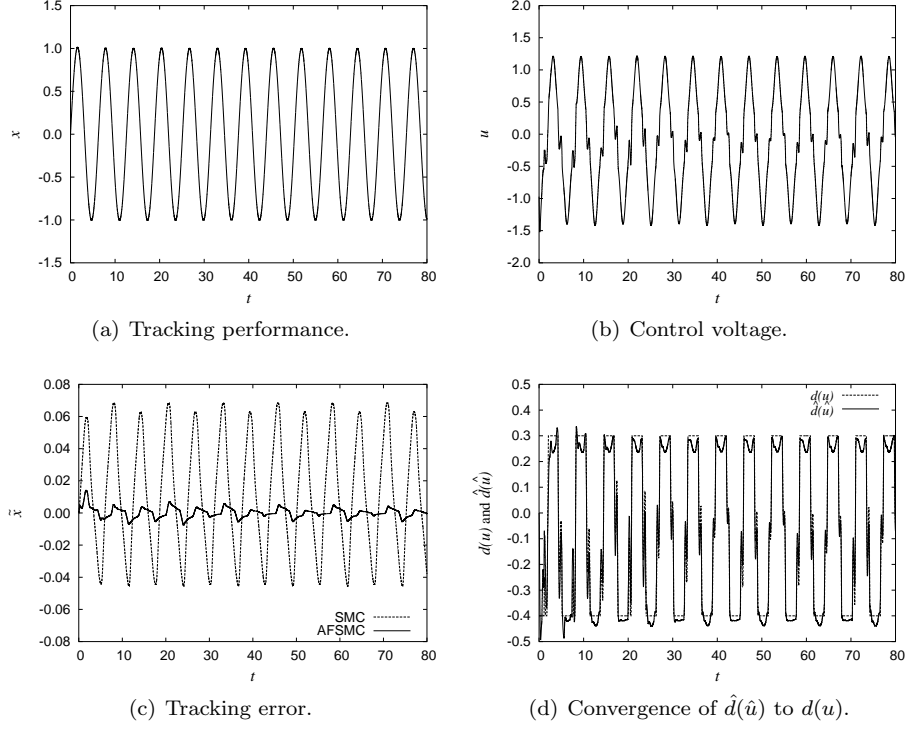 1.5
1.0
0.5
0.0
-0.5
-1.0
-1.5
x
0 10 20 30 40 50 60 70 80
t
(a) Tracking performance.
2.0
1.5
1.0
0.5
0.0
-0.5
-1.0
-1.5
-2.0
u
0 10 20 30 40 50 60 70 80
t
(b) Control voltage.
0.08
0.06
0.04
0.02
0.00
-0.02
-0.04
-0.06
-0.08
x̃
SMC
AFSMC
0 10 20 30 40 50 60 70 80
t
(c) Tracking error.
0.5
0.4
0.3
0.2
0.1
0.0
-0.1
-0.2
-0.3
-0.4
-0.5
d(u) and d̂(û)
d(u)
d̂(û)
0 10 20 30 40 50 60 70 80
t
(d) Convergence of d̂(û) to d(u).